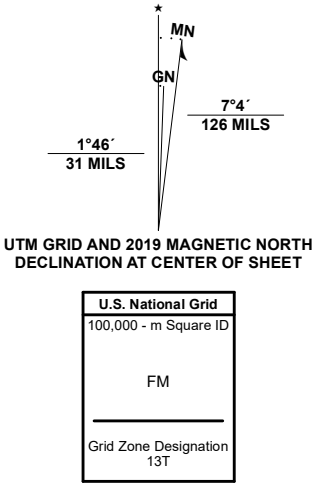 ★
MN
GN
7°4´
126 MILS
1°46´
31 MILS
UTM GRID AND 2019 MAGNETIC NORTH
DECLINATION AT CENTER OF SHEET
U.S. National Grid
100,000 - m Square ID
FM
Grid Zone Designation
13T